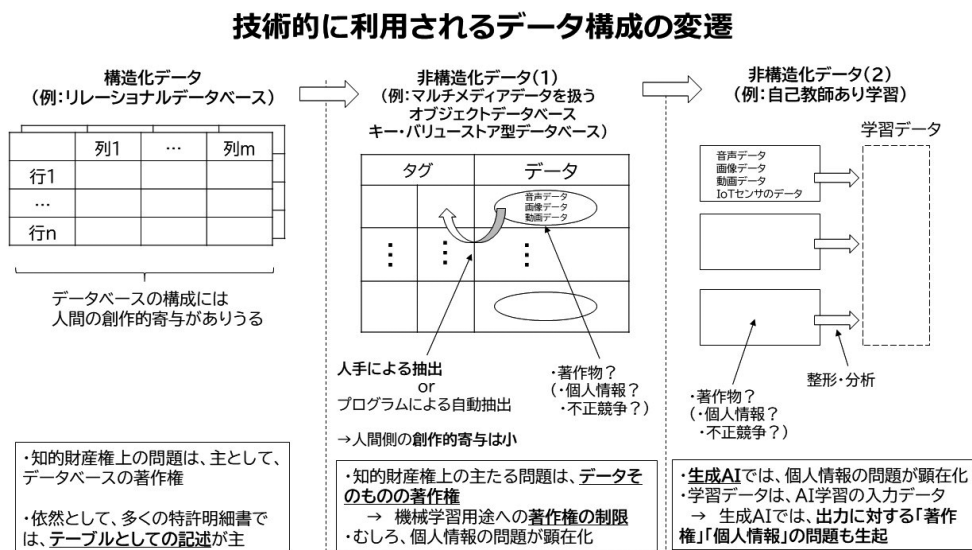 技術的に利用されるデータ構成の変遷
構造化データ
(例:リレーショナルデータベース)
列1 … 列m
行1
…
行n
データベースの構成には
人間の創作的寄与がありうる
・知的財産権上の問題は、主として、
データベースの著作権
・依然として、多くの特許明細書で
は、テーブルとしての記述が主
非構造化データ(1)
(例:マルチメディアデータを扱う
オブジェクトデータベース
キー・バリューストア型データベース)
タグ データ
音声データ
画像データ
動画データ
⋮ ⋮ ⋮
人手による抽出
or
プログラムによる自動抽出
・著作物?
(・個人情報?
・不正競争?)
→人間側の創作的寄与は小
・知的財産権上の主たる問題は、データそ
のものの著作権
→ 機械学習用途への著作権の制限
・むしろ、個人情報の問題が顕在化
非構造化データ(2)
(例:自己教師あり学習)
学習データ
音声データ
画像データ
動画データ
IoTセンサのデータ
整形・分析
・著作物?
(・個人情報?
・不正競争?)
・生成AIでは、個人情報の問題が顕在化
・学習データは、AI学習の入力データ
→ 生成AIでは、出力に対する「著作
権」「個人情報」の問題も生起